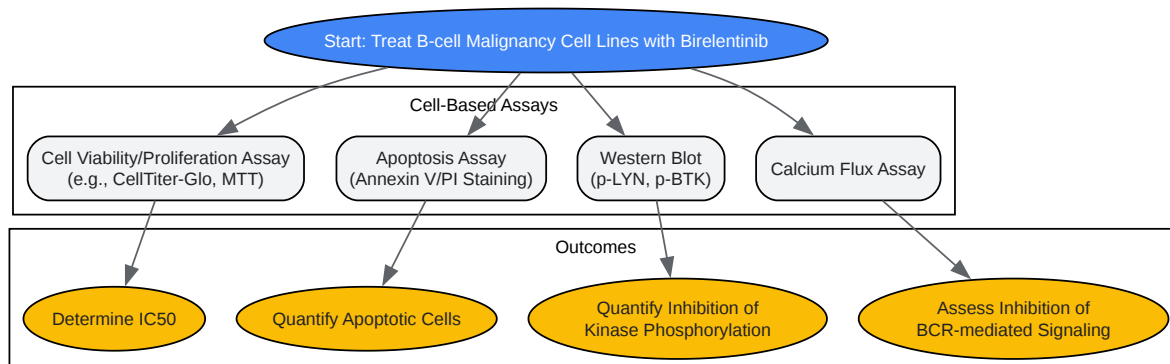 Start: Treat B-cell Malignancy Cell Lines with Birelentinib
Cell-Based Assays
Cell Viability/Proliferation Assay
(e.g., CellTiter-Glo, MTT)
Apoptosis Assay
(Annexin V/PI Staining)
Western Blot
(p-LYN, p-BTK)
Calcium Flux Assay
Outcomes
Determine IC50
Quantify Apoptotic Cells
Quantify Inhibition of
Kinase Phosphorylation
Assess Inhibition of
BCR-mediated Signaling